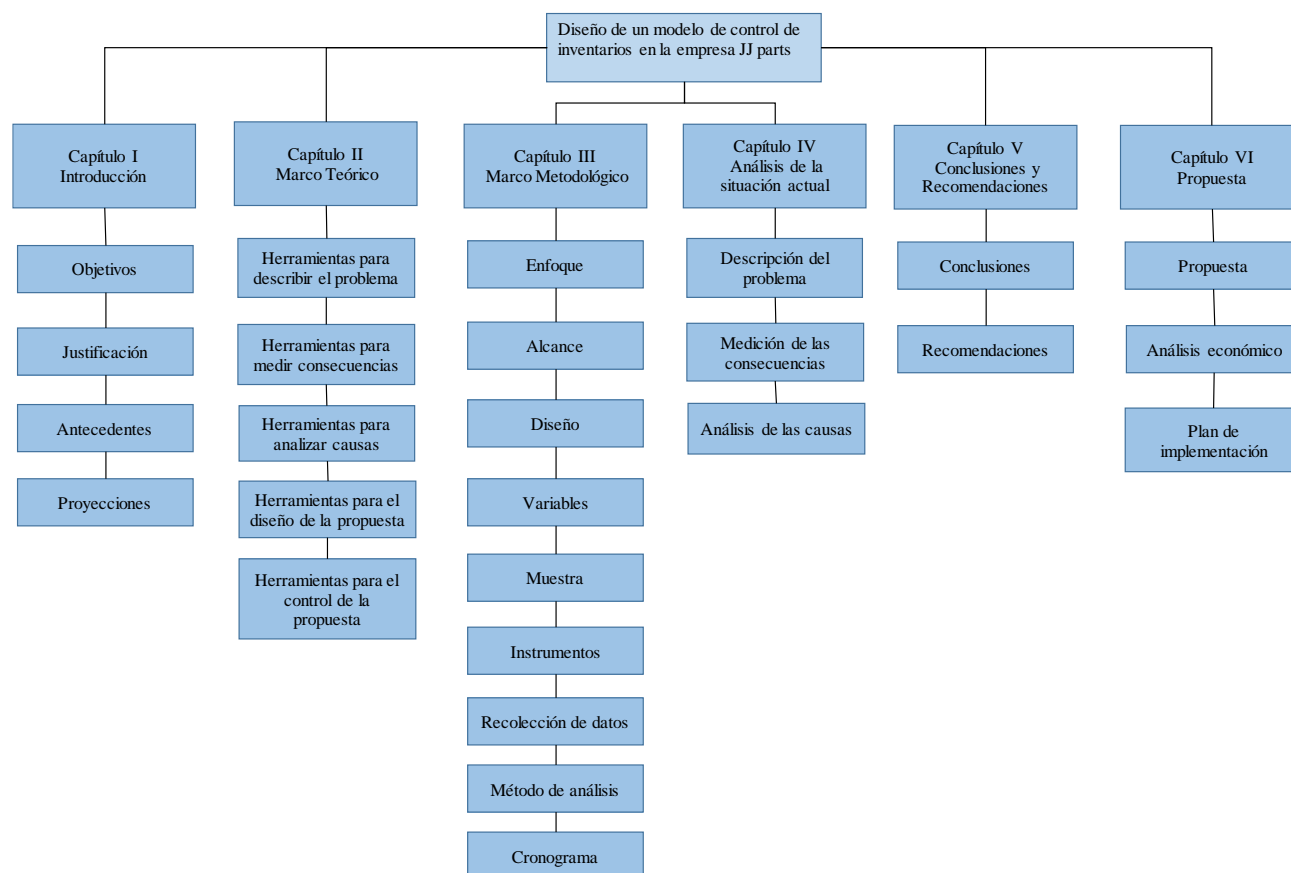 Diseño de un modelo de control de
inventarios en la empresa JJ parts
Capítulo I
Introducción
Objetivos
Justificación
Antecedentes
Proyecciones
Capítulo II
Marco Teórico
Herramientas para
describir el problema
Herramientas para
medir consecuencias
Herramientas para
analizar causas
Herramientas para el
diseño de la propuesta
Herramientas para el
control de la
propuesta
Capítulo III
Marco Metodológico
Enfoque
Alcance
Diseño
Variables
Muestra
Instrumentos
Recolección de datos
Método de análisis
Cronograma
Capítulo IV
Análisis de la
situación actual
Descripción del
problema
Medición de las
consecuencias
Análisis de las causas
Capítulo V
Conclusiones y
Recomendaciones
Conclusiones
Recomendaciones
Capítulo VI
Propuesta
Propuesta
Análisis económico
Plan de
implementación